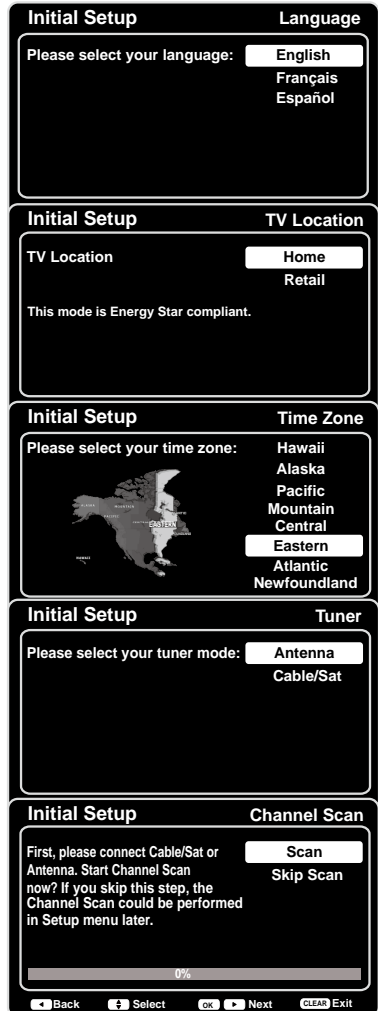 Initial Setup Language
Please select your language: English
Français
Español
Initial Setup TV Location
TV Location Home
Retail
This mode is Energy Star compliant.
Initial Setup Time Zone
Please select your time zone: Hawaii
Alaska
Pacific
Mountain
Central
EASTERN
Eastern
Atlantic
Newfoundland
Initial Setup Tuner
Please select your tuner mode: Antenna
Cable/Sat
Initial Setup Channel Scan
First, please connect Cable/Sat or Scan
Antenna. Start Channel Scan
now? If you skip this step, the Skip Scan
Channel Scan could be performed
in Setup menu later.
0%
Back Select OK Next CLEAR Exit